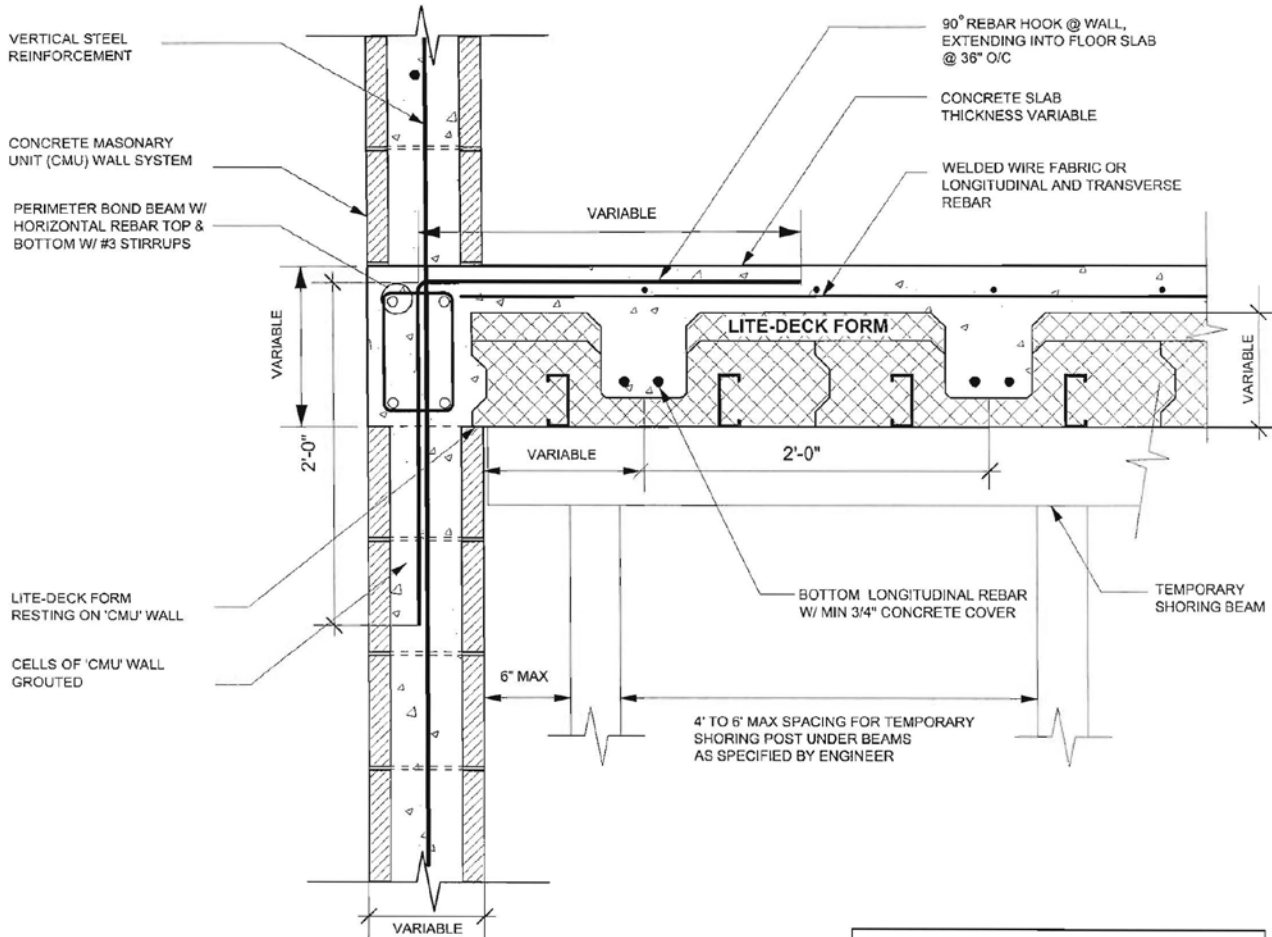 VERTICAL STEEL
REINFORCEMENT
CONCRETE MASONARY
UNIT (CMU) WALL SYSTEM
PERIMETER BOND BEAM W/
HORIZONTAL REBAR TOP &
BOTTOM W/ #3 STIRRUPS
90° REBAR HOOK @ WALL,
EXTENDING INTO FLOOR SLAB
@ 36" O/C
CONCRETE SLAB
THICKNESS VARIABLE
WELDED WIRE FABRIC OR
LONGITUDINAL AND TRANSVERSE
REBAR
VARIABLE
VARIABLE
LITE-DECK FORM
VARIABLE
2'-0"
VARIABLE
2'-0"
LITE-DECK FORM
RESTING ON 'CMU' WALL
CELLS OF 'CMU' WALL
GROUTED
BOTTOM LONGITUDINAL REBAR
W/ MIN 3/4" CONCRETE COVER
TEMPORARY
SHORING BEAM
6" MAX
4' TO 6' MAX SPACING FOR TEMPORARY
SHORING POST UNDER BEAMS
AS SPECIFIED BY ENGINEER
VARIABLE